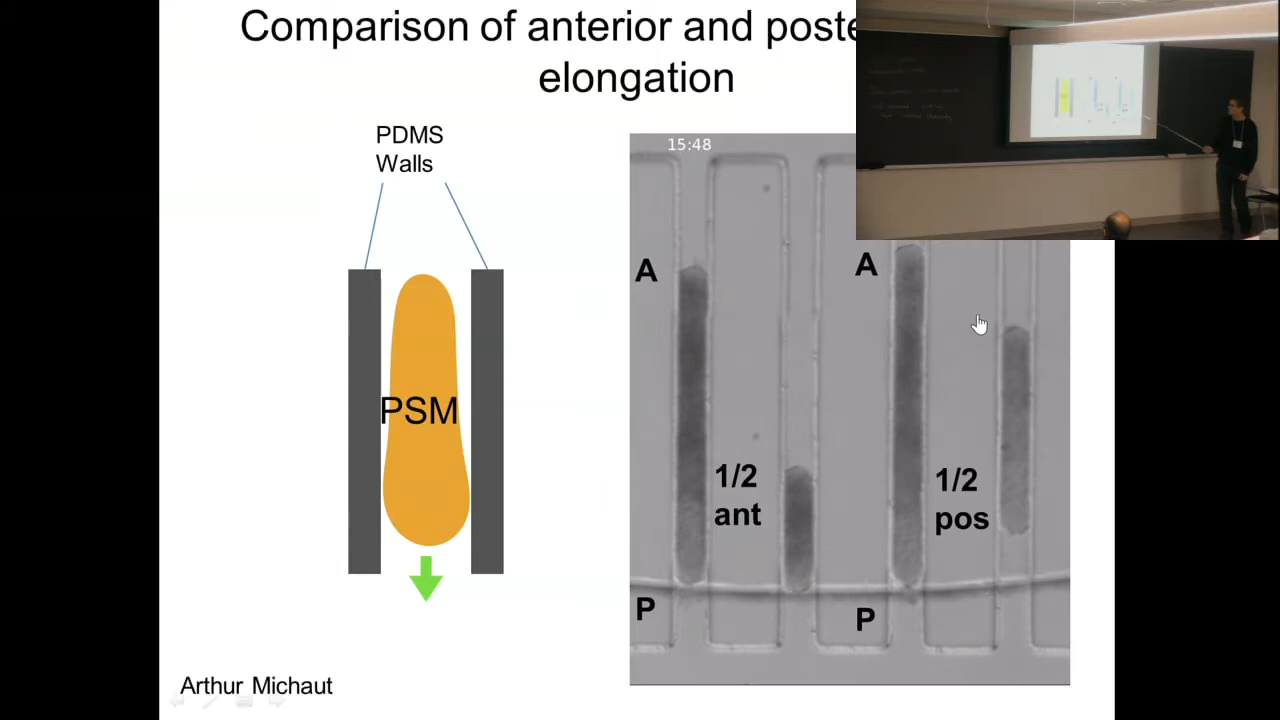 Comparison of anterior and poste
elongation
PDMS
Walls
PSM
Arthur Michaut
15:48
A
A
1/2
ant
1/2
pos
P
P